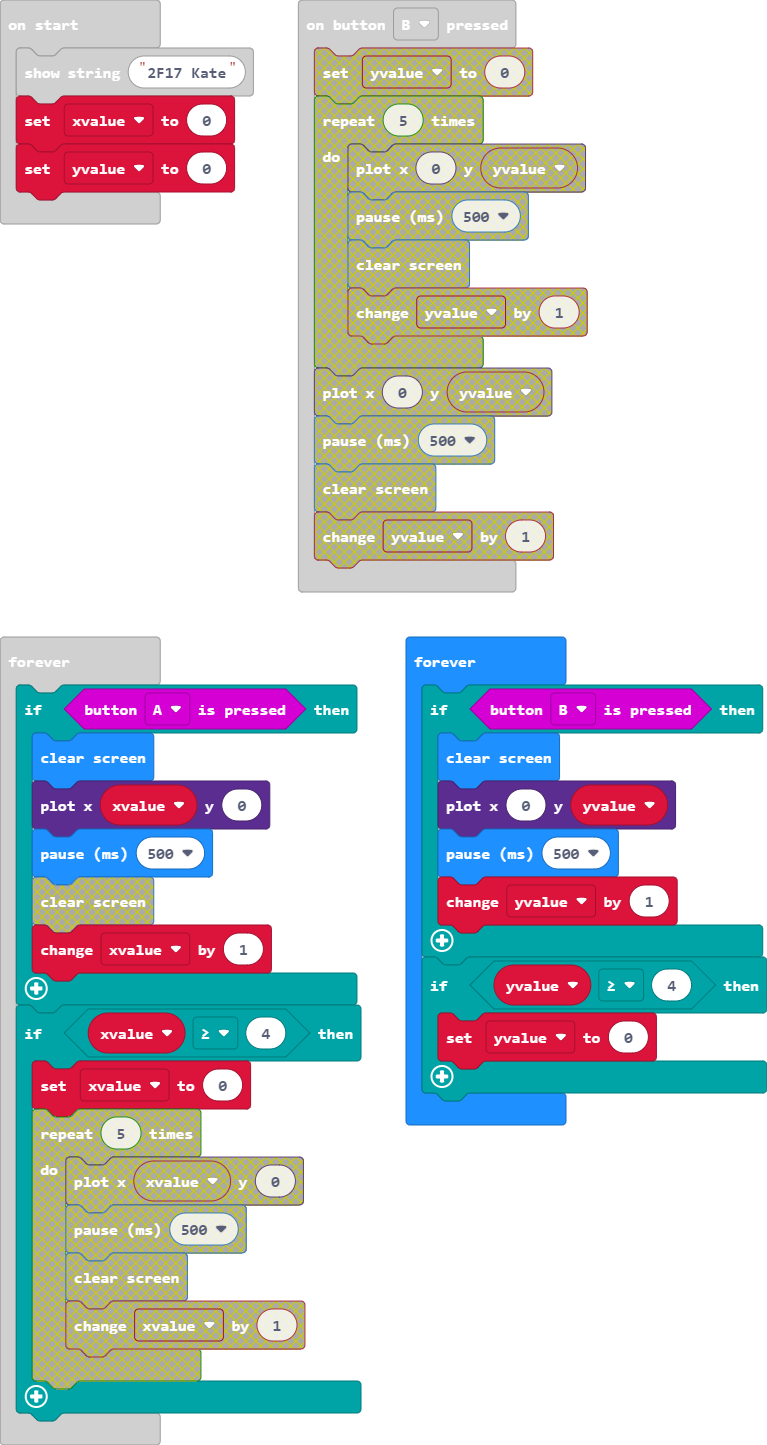 on start
show string "2F17 Kate"
set xvalue to 0
set yvalue to 0
on button B pressed
set yvalue to 0
repeat 5 times
do
plot x 0 y yvalue
pause (ms) 500
clear screen
change yvalue by 1
plot x 0 y yvalue
pause (ms) 500
clear screen
change yvalue by 1
forever
if button A is pressed then
clear screen
plot x xvalue y 0
pause (ms) 500
clear screen
change xvalue by 1
if xvalue ≥ 4 then
set xvalue to 0
repeat 5 times
do
plot x xvalue y 0
pause (ms) 500
clear screen
change xvalue by 1
forever
if button B is pressed then
clear screen
plot x 0 y yvalue
pause (ms) 500
change yvalue by 1
if yvalue ≥ 4 then
set yvalue to 0